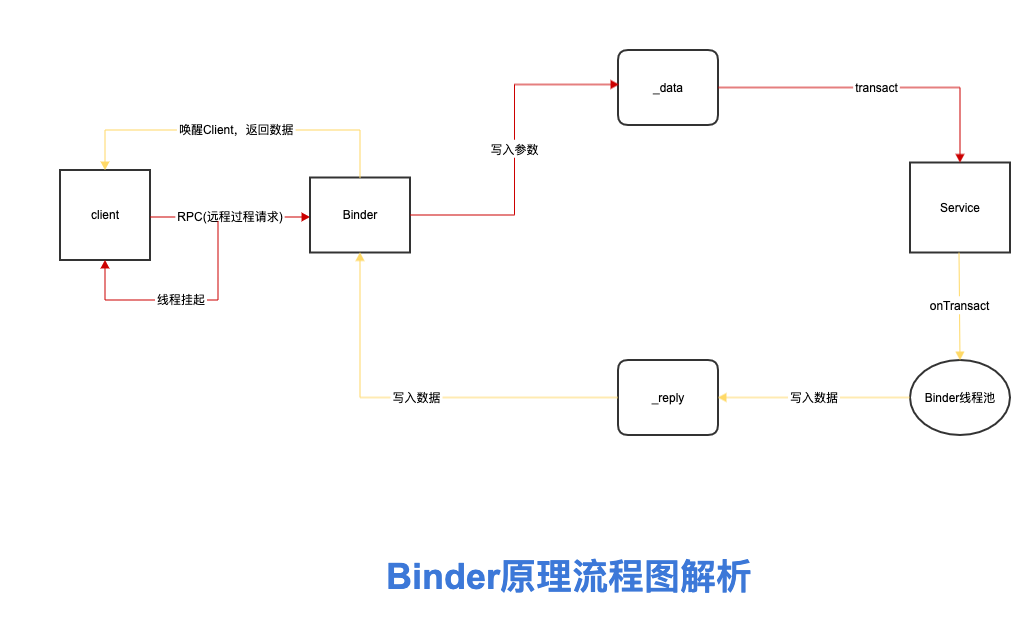 _data
transact
唤醒Client，返回数据
写入参数
client
RPC(远程过程请求)
Binder
Service
线程挂起
onTransact
写入数据
_reply
写入数据
Binder线程池
Binder原理流程图解析